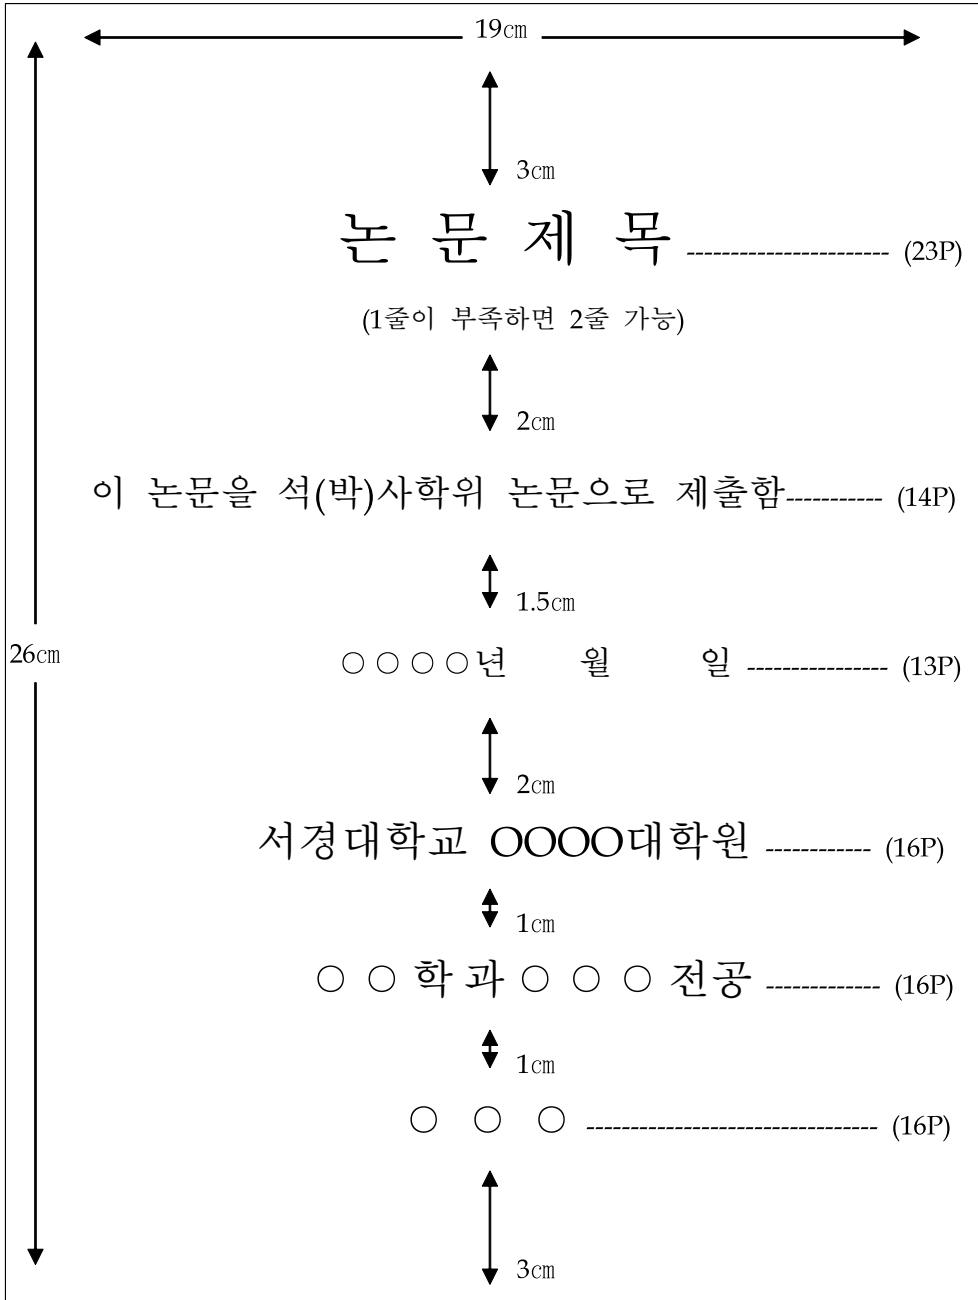 19㎝
3㎝
논 문 제 목 ----------------------- (23P)
(1줄이 부족하면 2줄 가능)
2㎝
이 논문을 석(박)사학위 논문으로 제출함----------- (14P)
1.5㎝
26㎝
○○○○년 월 일 ---------------- (13P)
2㎝
서경대학교 OOOO대학원 ------------ (16P)
1㎝
○○학과○○○전공 ------------- (16P)
1㎝
○ ○ ○ --------------------------------- (16P)
3㎝